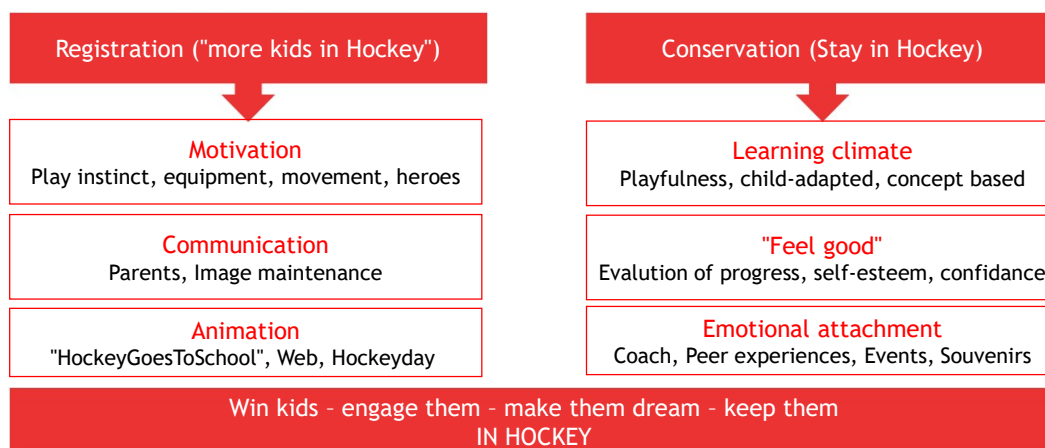 Registration ("more kids in Hockey")
Motivation
Play instinct, equipment, movement, heroes
Communication
Parents, Image maintenance
Animation
"HockeyGoesToSchool", Web, Hockeyday
Conservation (Stay in Hockey)
Learning climate
Playfulness, child-adapted, concept based
"Feel good"
Evalution of progress, self-esteem, confidance
Emotional attachment
Coach, Peer experiences, Events, Souvenirs
Win kids – engage them – make them dream – keep them
IN HOCKEY